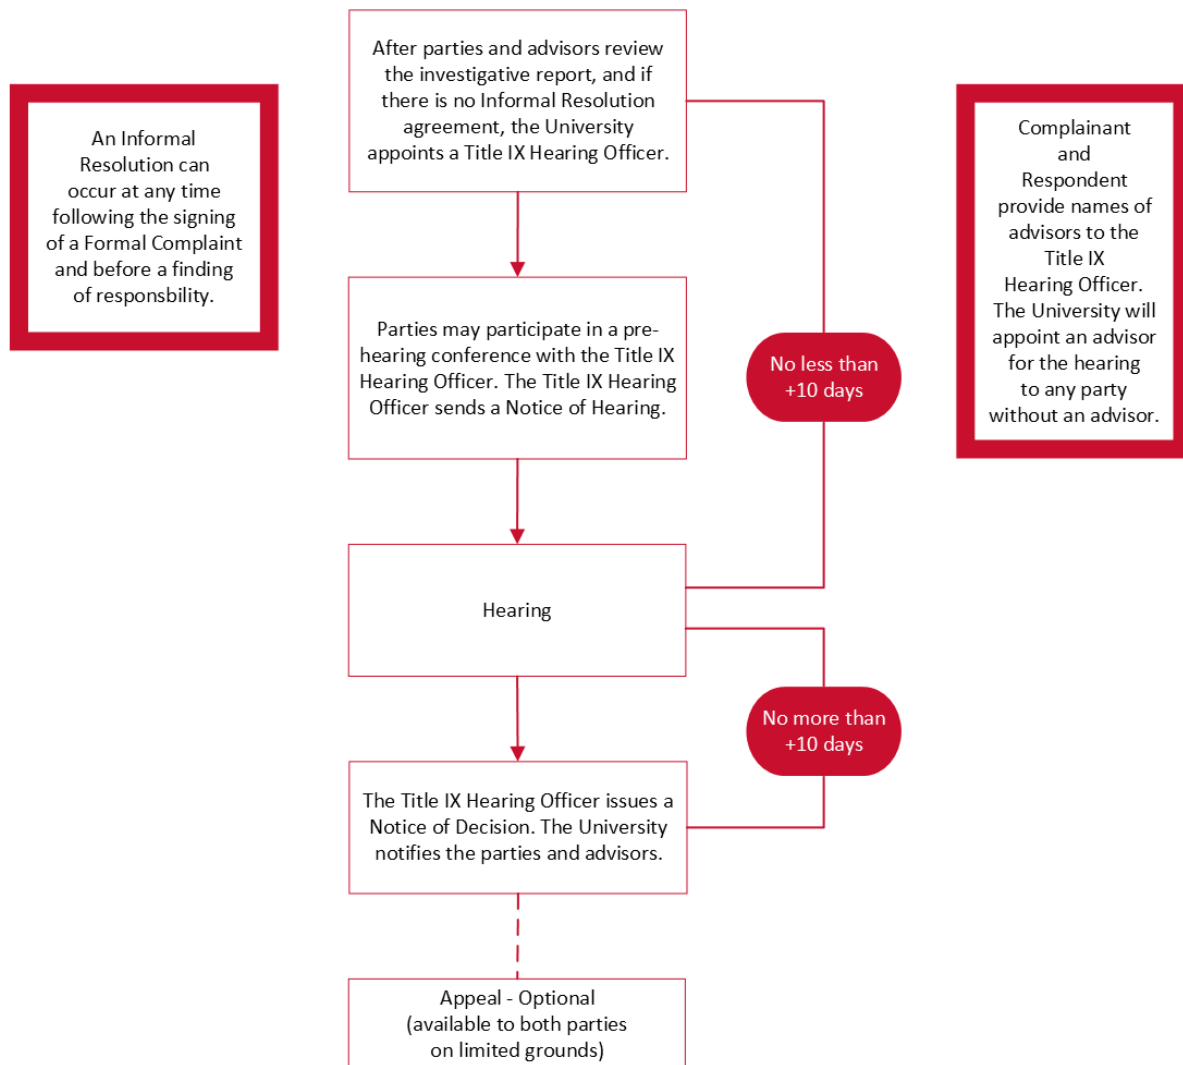 After parties and advisors review
the investigative report, and if
there is no Informal Resolution
agreement, the University
appoints a Title IX Hearing Officer.
An Informal
Resolution can
occur at any time
following the signing
of a Formal Complaint
and before a finding
of responsbility.
Complainant
and
Respondent
provide names of
advisors to the
Title IX
Hearing Officer.
The University will
appoint an advisor
for the hearing
to any party
without an advisor.
Parties may participate in a pre-
hearing conference with the Title IX
Hearing Officer. The Title IX Hearing
Officer sends a Notice of Hearing.
No less than
+10 days
Hearing
No more than
+10 days
The Title IX Hearing Officer issues a
Notice of Decision. The University
notifies the parties and advisors.
Appeal - Optional
(available to both parties
on limited grounds)